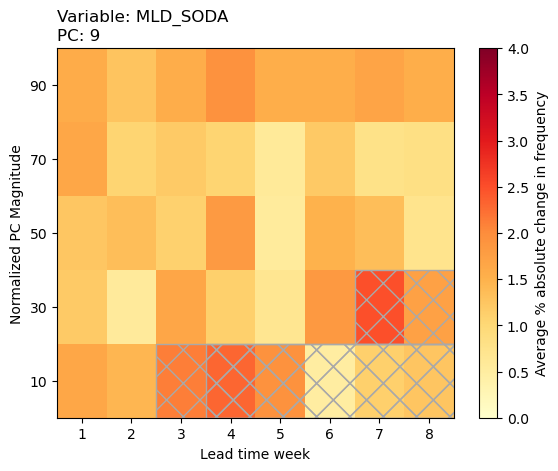 Variable: MLD_SODA
PC: 9
Normalized PC Magnitude
90
70
50
30
10
1 2 3 4 5 6 7 8
Lead time week
4.0
3.5
3.0
2.5
2.0
1.5
1.0
0.5
0.0
Average % absolute change in frequency